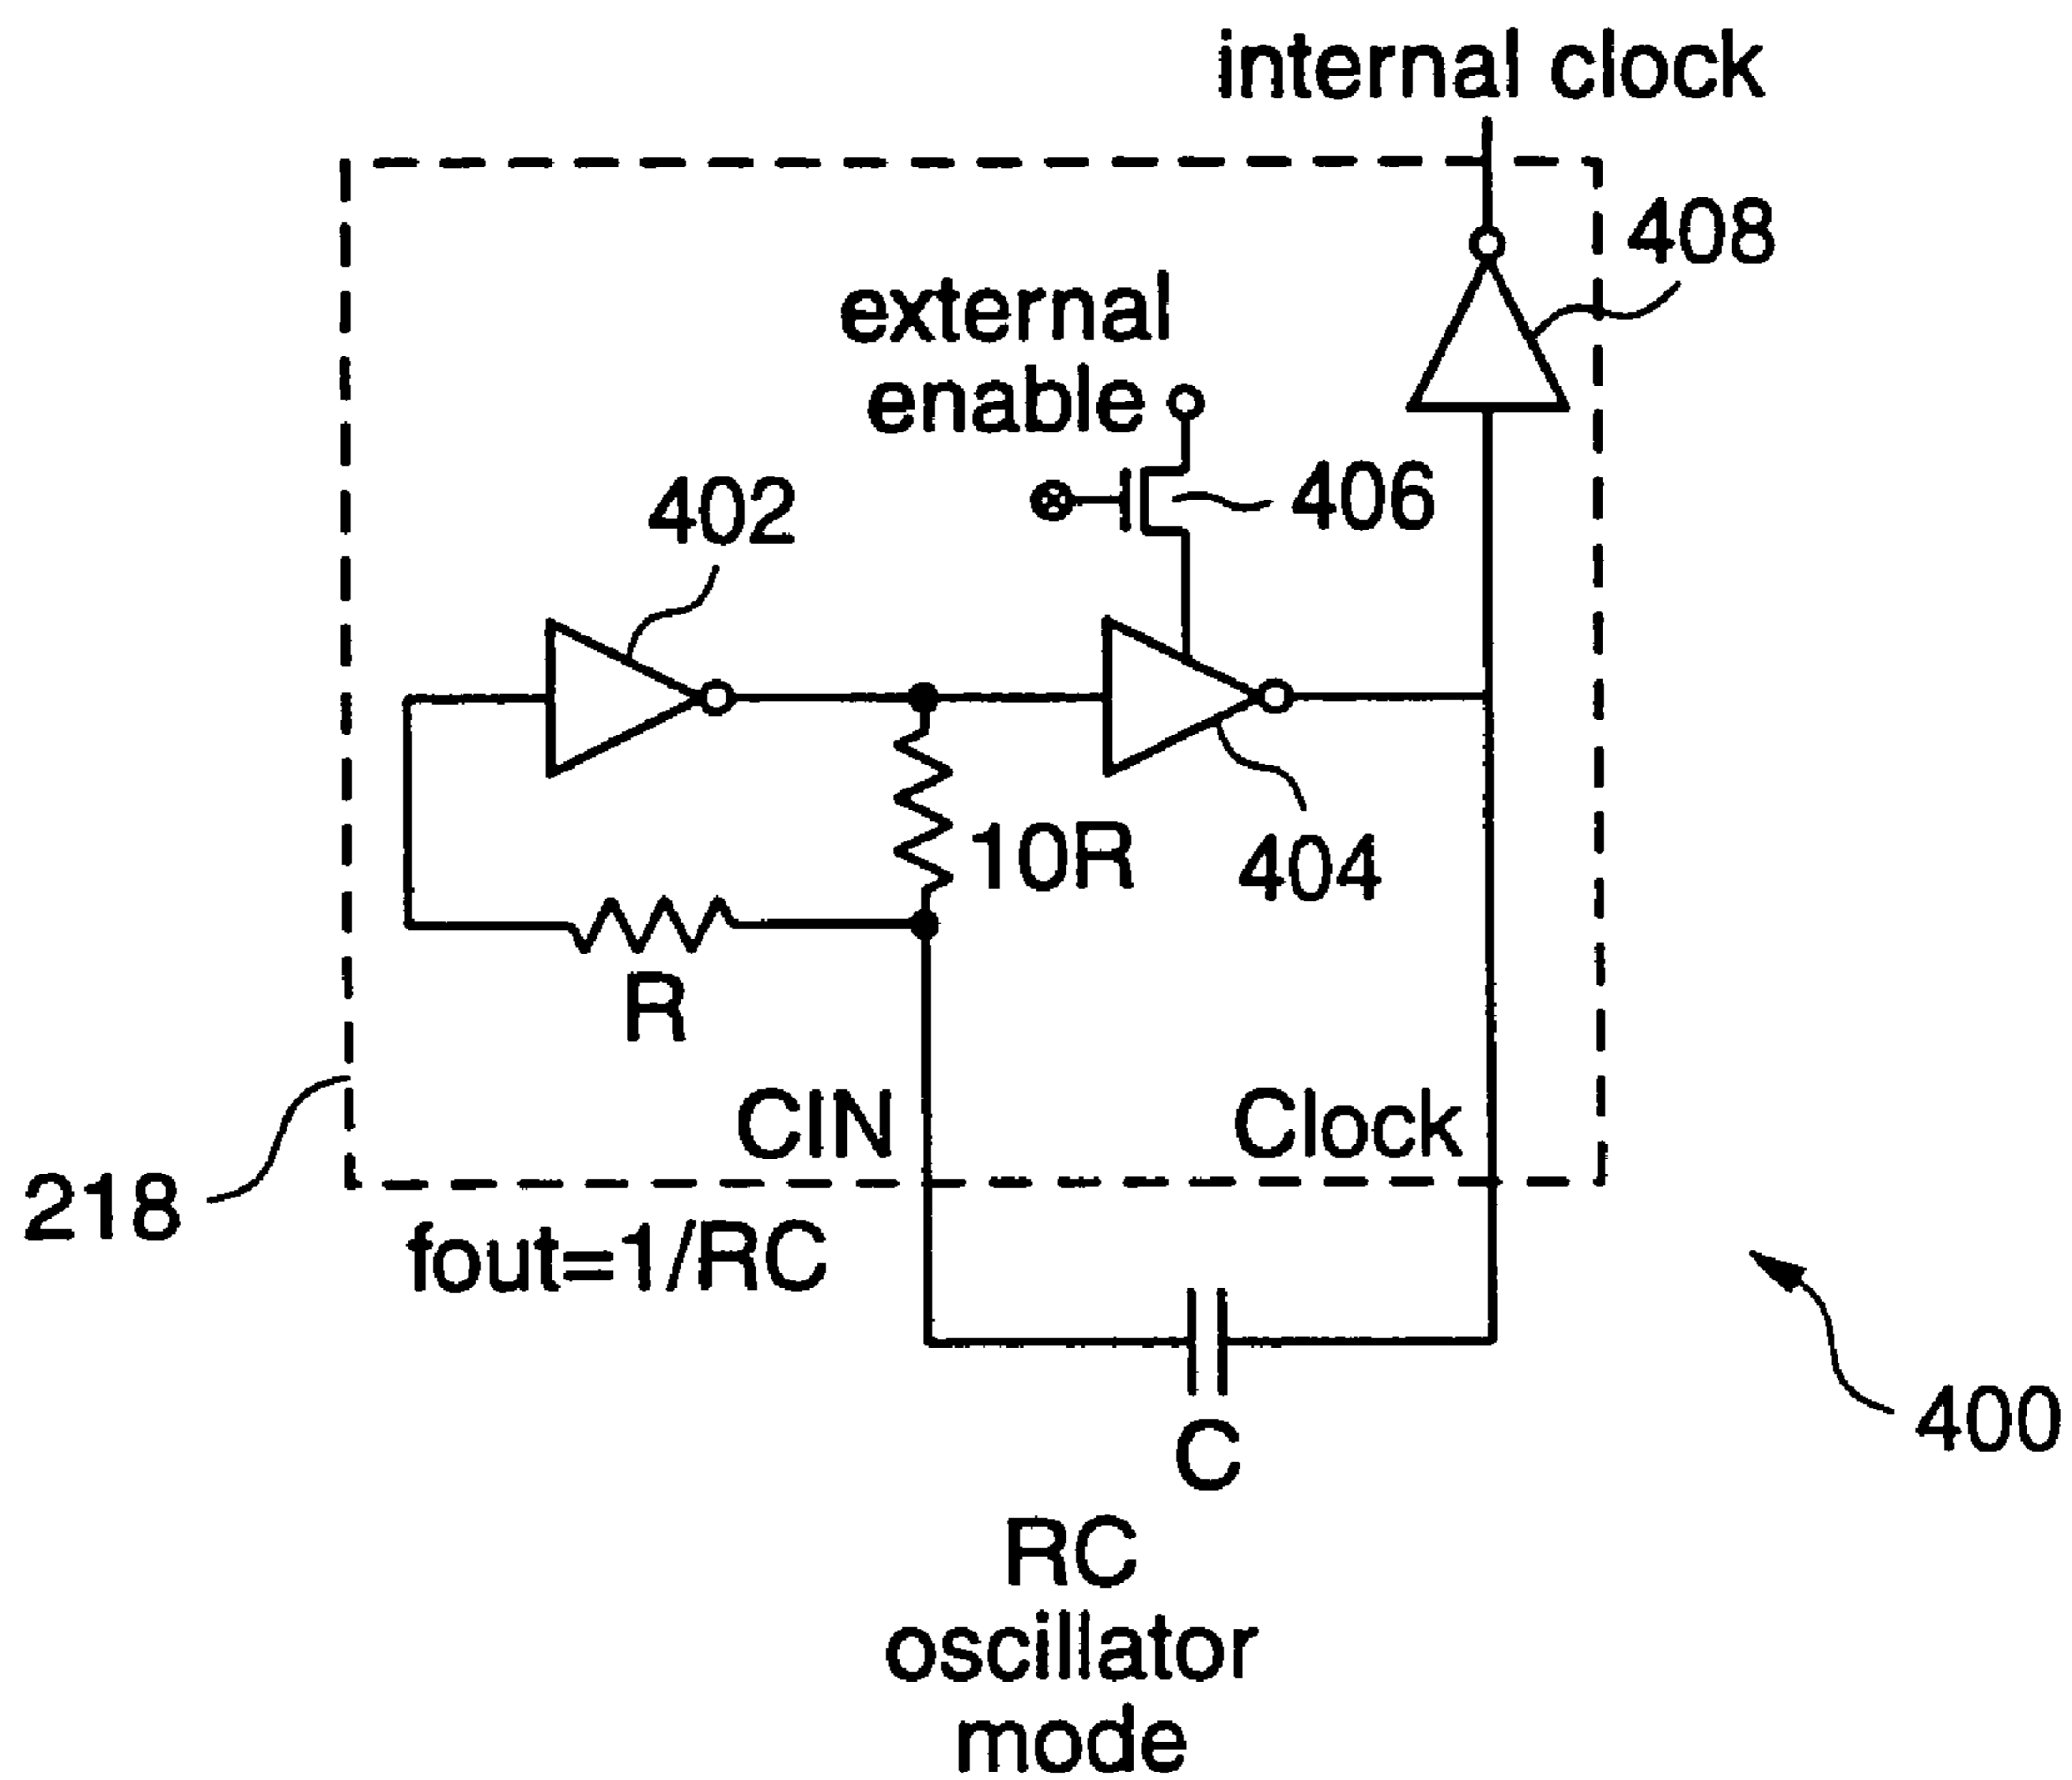 internal clock
408
external
enable
406
402
10R
404
R
CIN
Clock
218
fout=1/RC
400
C
RC
oscillator
mode